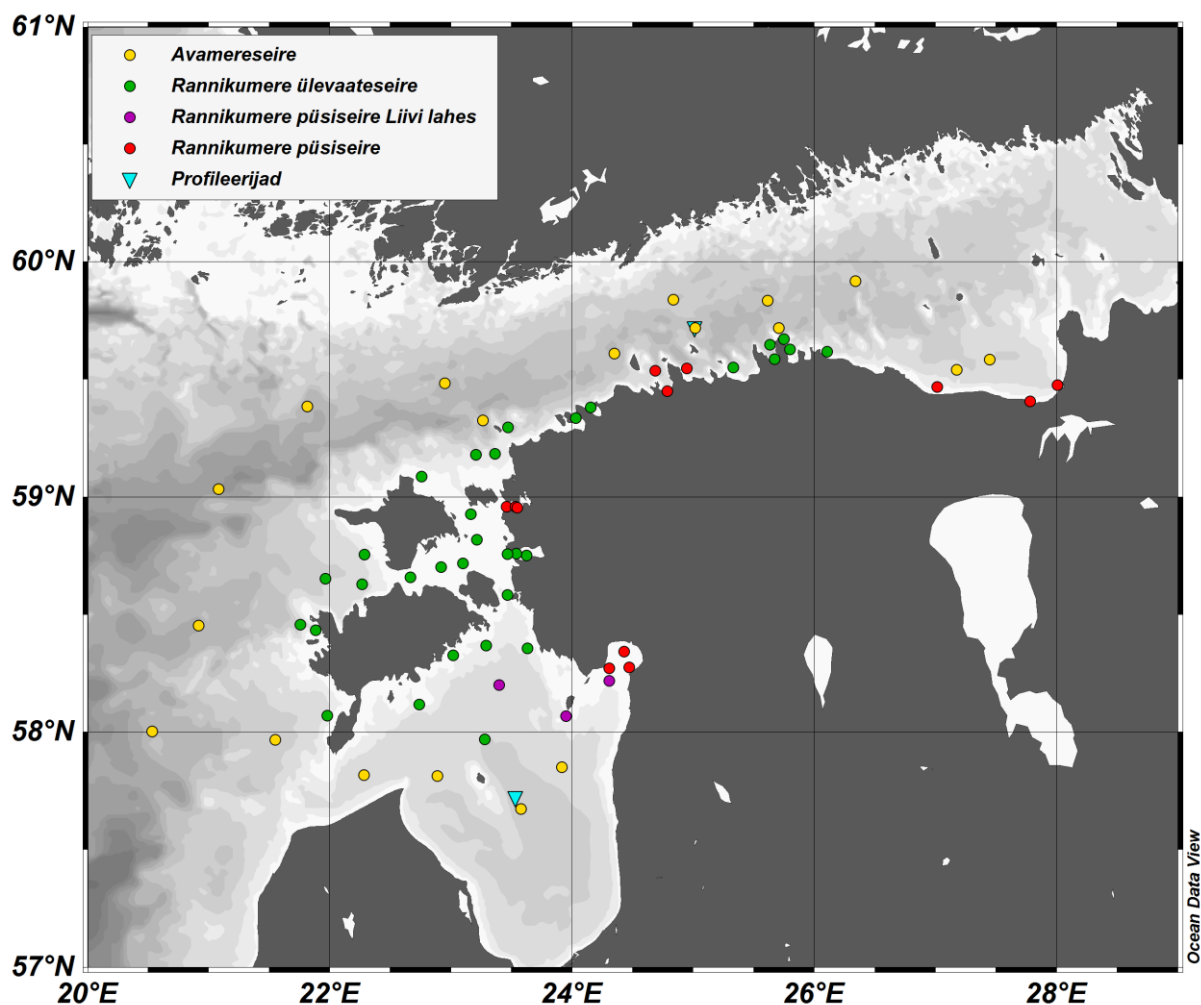 61°N
Avamereseire
Rannikumere ülevaateseire
Rannikumere püsiseire Liivi lahes
Rannikumere püsiseire
Profileerijad
60°N
59°N
58°N
57°N
20°E 22°E 24°E 26°E 28°E
Ocean Data View